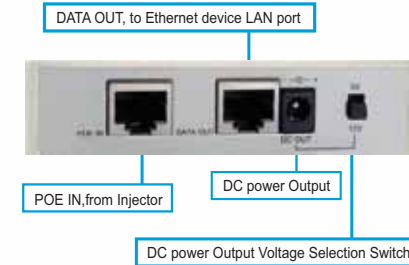 DATA OUT, to Ethernet device LAN port
5V
POE IN
DATA OUT
DC OUT
12V
POE IN,from Injector
DC power Output
DC power Output Voltage Selection Switch